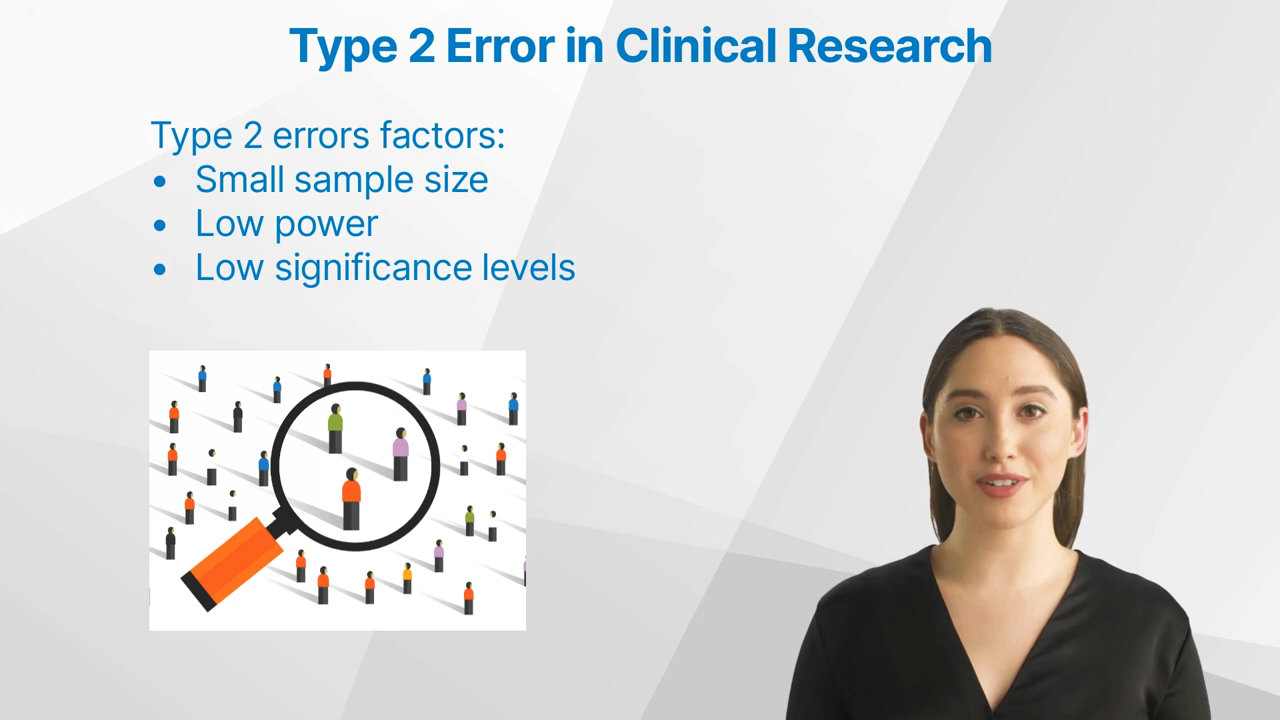 Type 2 Error in Clinical Research
Type 2 errors factors:
• Small sample size
• Low power
• Low significance levels